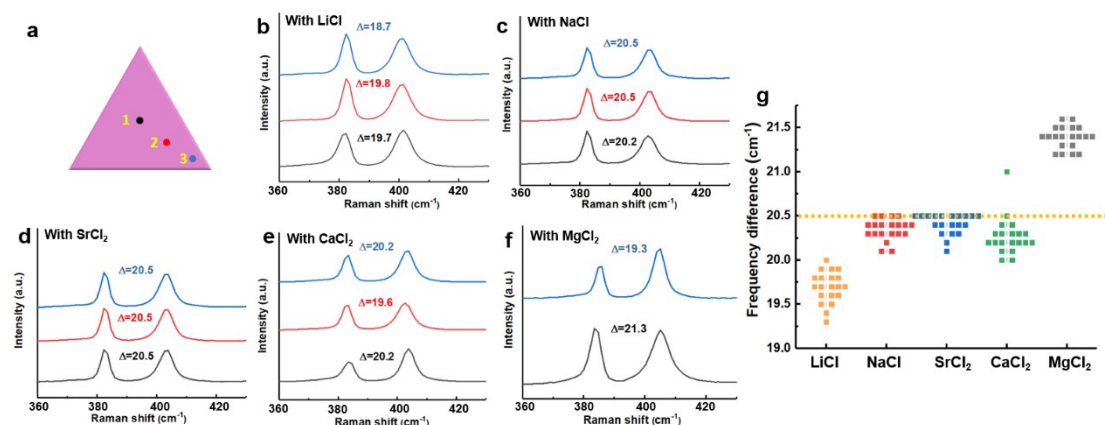 a
1
2
3
b With LiCl
Δ=18.7
Δ=19.8
Δ=19.7
Intensity (a.u.)
360 380 400 420
Raman shift (cm⁻¹)
c With NaCl
Δ=20.5
Δ=20.5
Δ=20.2
Intensity (a.u.)
360 380 400 420
Raman shift (cm⁻¹)
d With SrCl₂
Δ=20.5
Δ=20.5
Δ=20.5
Intensity (a.u.)
360 380 400 420
Raman shift (cm⁻¹)
e With CaCl₂
Δ=20.2
Δ=19.6
Δ=20.2
Intensity (a.u.)
360 380 400 420
Raman shift (cm⁻¹)
f With MgCl₂
Δ=19.3
Δ=21.3
Intensity (a.u.)
360 380 400 420
Raman shift (cm⁻¹)
g
Frequency difference (cm⁻¹)
21.5
21.0
20.5
20.0
19.5
19.0
LiCl NaCl SrCl₂ CaCl₂ MgCl₂